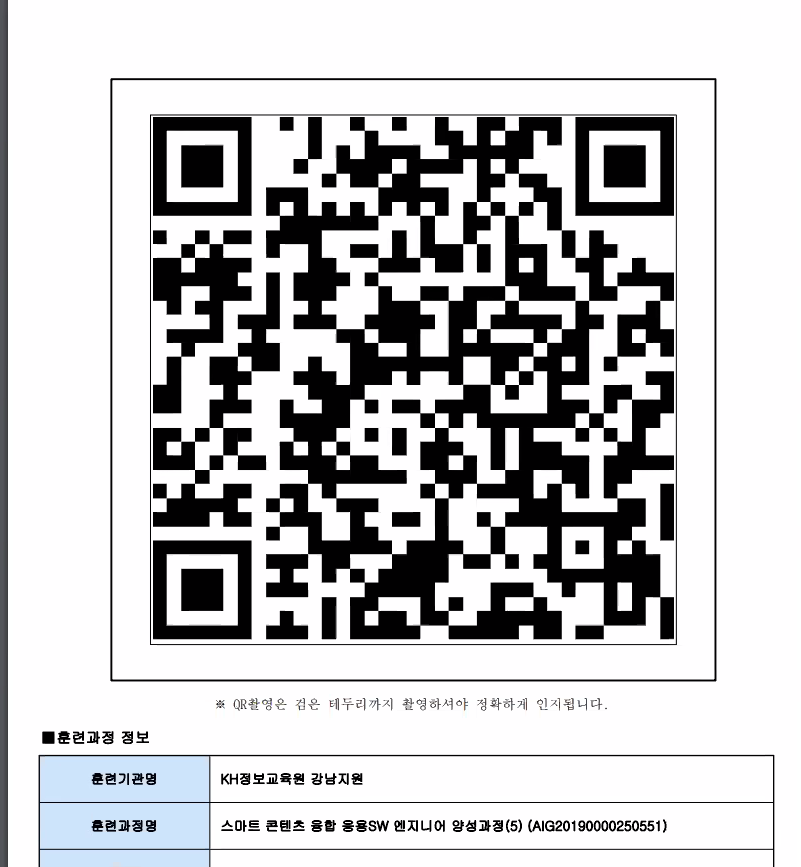 ※ QR촬영은 검은 테두리까지 촬영하셔야 정확하게 인지됩니다.
■훈련과정 정보
훈련기관명 KH정보교육원 강남지원
훈련과정명 스마트 콘텐츠 융합 응용SW 엔지니어 양성과정(5) (AIG20190000250551)